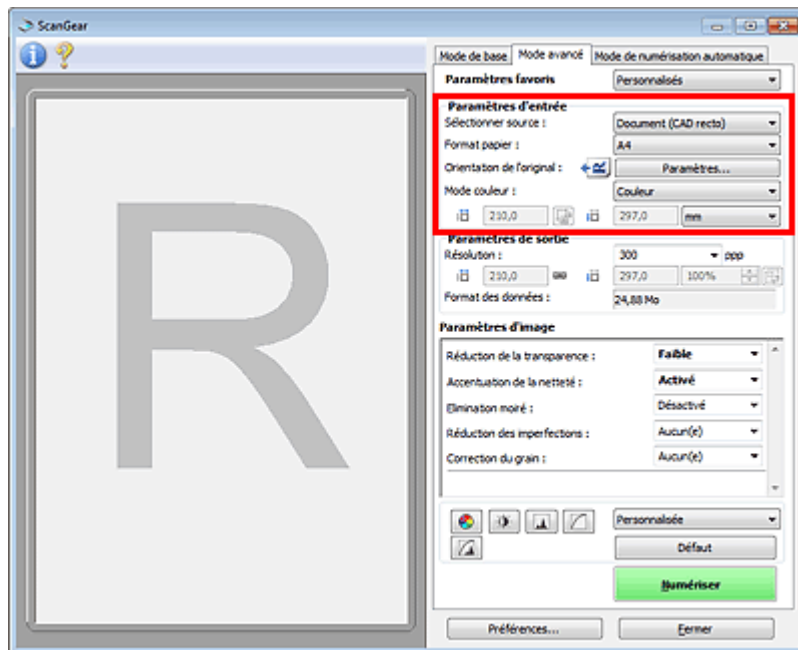 ScanGear
Mode de base Mode avancé Mode de numérisation automatique
Paramètres favoris Personnalisés
Paramètres d'entrée
Sélectionner source : Document (CAD recto)
Format papier : A4
Orientation de l'original : Paramètres...
Mode couleur : Couleur
210,0 297,0 mm
Paramètres de sortie
Résolution : 300 ppp
210,0 297,0 100%
Format des données : 24,88 Mo
Paramètres d'image
Réduction de la transparence : Faible
Accentuation de la netteté : Activé
Elimination moiré : Désactivé
Réduction des imperfections : Aucun(e)
Correction du grain : Aucun(e)
Personnalisée
Défaut
Numériser
Préférences... Fermer
R